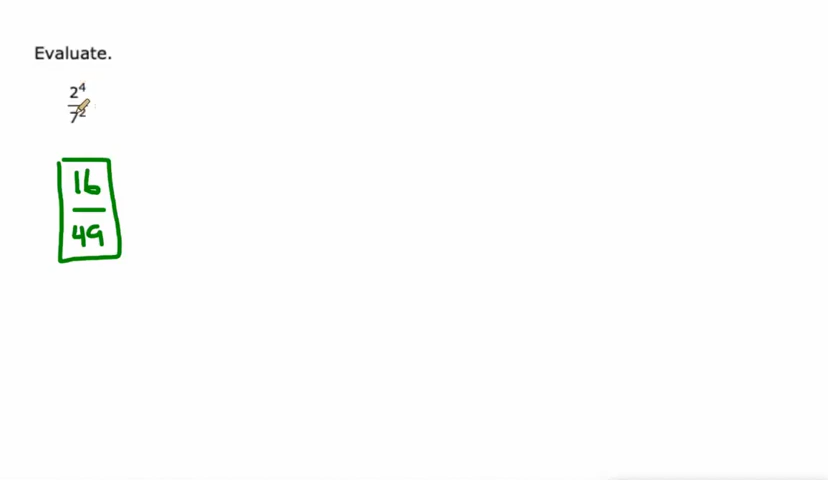 Evaluate.
2⁴
7²
16
49